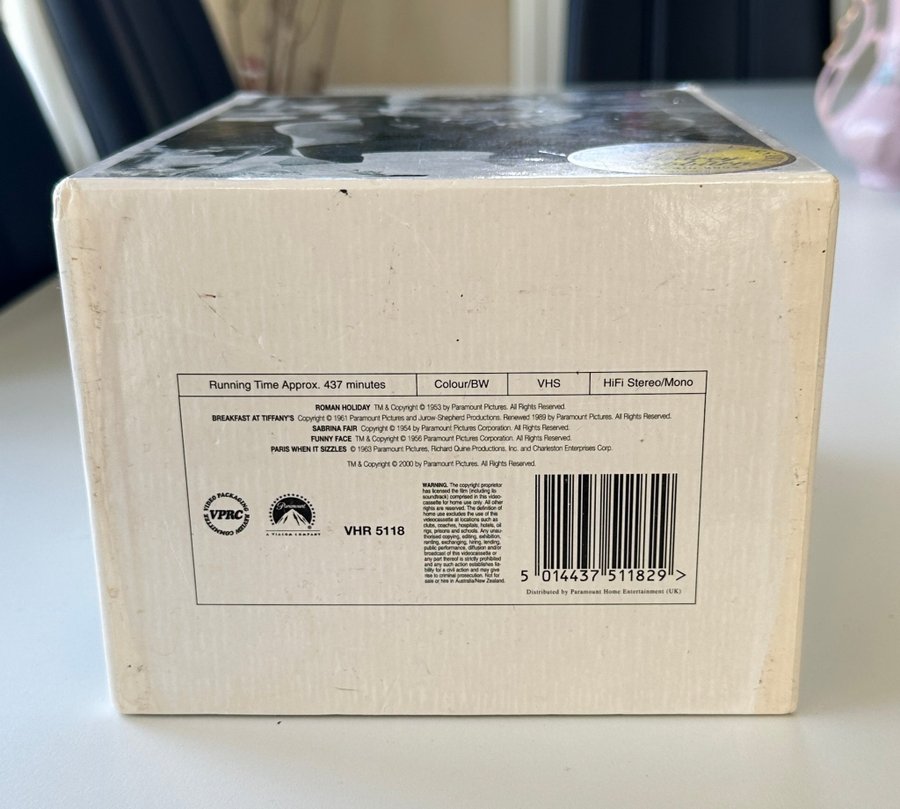 Running Time Approx. 437 minutes
Colour/BW
VHS
HiFi Stereo/Mono
ROMAN HOLIDAY TM & Copyright © 1953 by Paramount Pictures. All Rights Reserved.
BREAKFAST AT TIFFANY'S Copyright © 1961 Paramount Pictures and Jurow-Shepherd Productions. Renewed 1989 by Paramount Pictures. All Rights Reserved.
SABRINA FAIR Copyright © 1954 by Paramount Pictures Corporation. All Rights Reserved.
FUNNY FACE TM & Copyright © 1956 Paramount Pictures Corporation. All Rights Reserved.
PARIS WHEN IT SIZZLES © 1963 Paramount Pictures, Richard Quine Productions, Inc. and Charleston Enterprises Corp.
TM & Copyright © 2000 by Paramount Pictures. All Rights Reserved.
VIDEO PACKAGING REVIEW COMMITTEE
VPRC
Paramount
®
A VIACOM COMPANY
VHR 5118
WARNING. The copyright proprietor
has licensed the film (including its
soundtrack) comprised in this video-
cassette for home use only. All other
rights are reserved. The definition of
home use excludes the use of this
videocassette at locations such as
clubs, coaches, hospitals, hotels, oil
rigs, prisons and schools. Any unau-
thorised copying, editing, exhibition,
renting, exchanging, hiring, lending,
public performance, diffusion and/or
broadcast of this videocassette or
any part thereof is strictly prohibited
and any such action establishes lia-
bility for a civil action and may give
rise to criminal prosecution. Not for
sale or hire in Australia/New Zealand.
5 014437 511829 >
Distributed by Paramount Home Entertainment (UK)